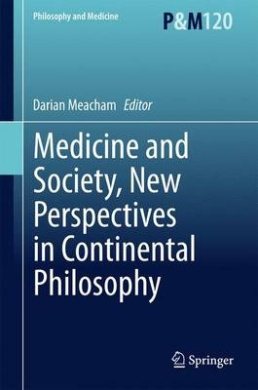 Philosophy and Medicine
P&M120
Darian Meacham Editor
Medicine and
Society, New
Perspectives
in Continental
Philosophy
Springer